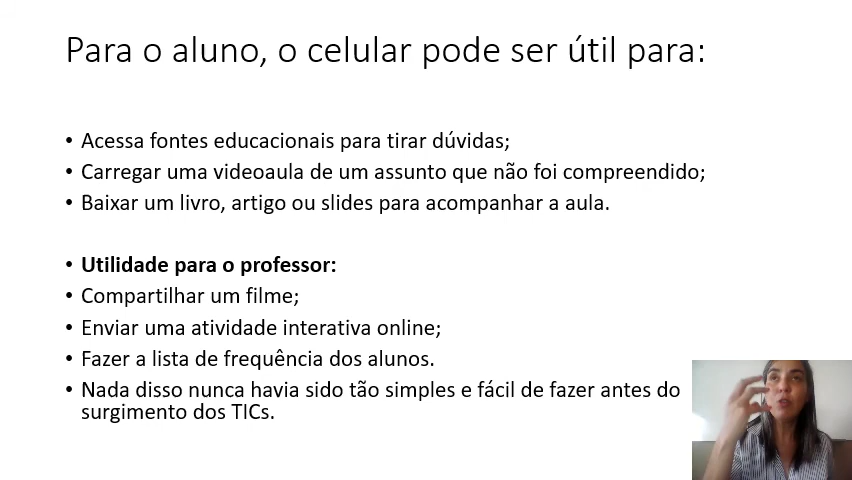 Para o aluno, o celular pode ser útil para:
• Acessa fontes educacionais para tirar dúvidas;
• Carregar uma videoaula de um assunto que não foi compreendido;
• Baixar um livro, artigo ou slides para acompanhar a aula.
• Utilidade para o professor:
• Compartilhar um filme;
• Enviar uma atividade interativa online;
• Fazer a lista de frequência dos alunos.
• Nada disso nunca havia sido tão simples e fácil de fazer antes do
surgimento dos TICs.